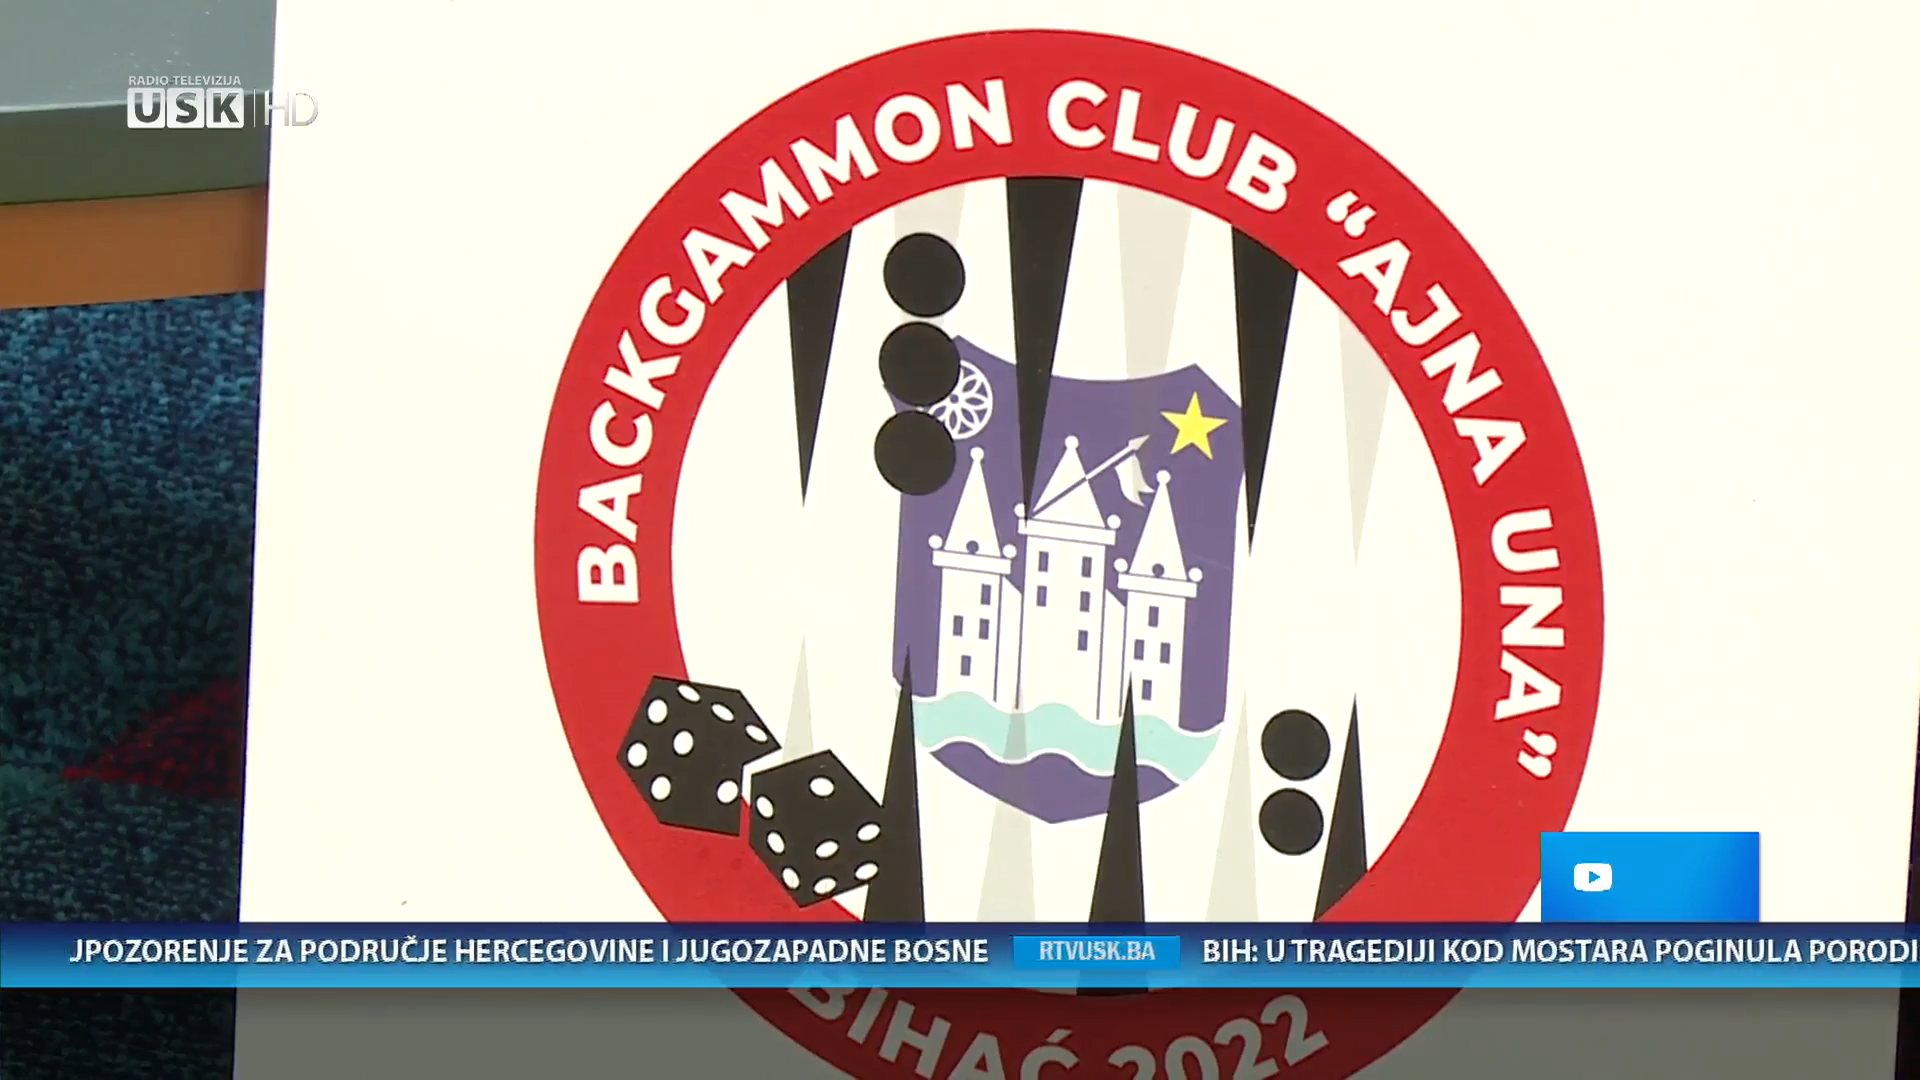 RADIO TELEVIZIJA
USK HD
BACKGAMMON CLUB "AJNA UNA"
JPOZORENJE ZA PODRUČJE HERCEGOVINE I JUGOZAPADNE BOSNE
RTVUSK.BA
BIH: U TRAGEDIJI KOD MOSTARA POGINULA PORODI
BIHAĆ 2022